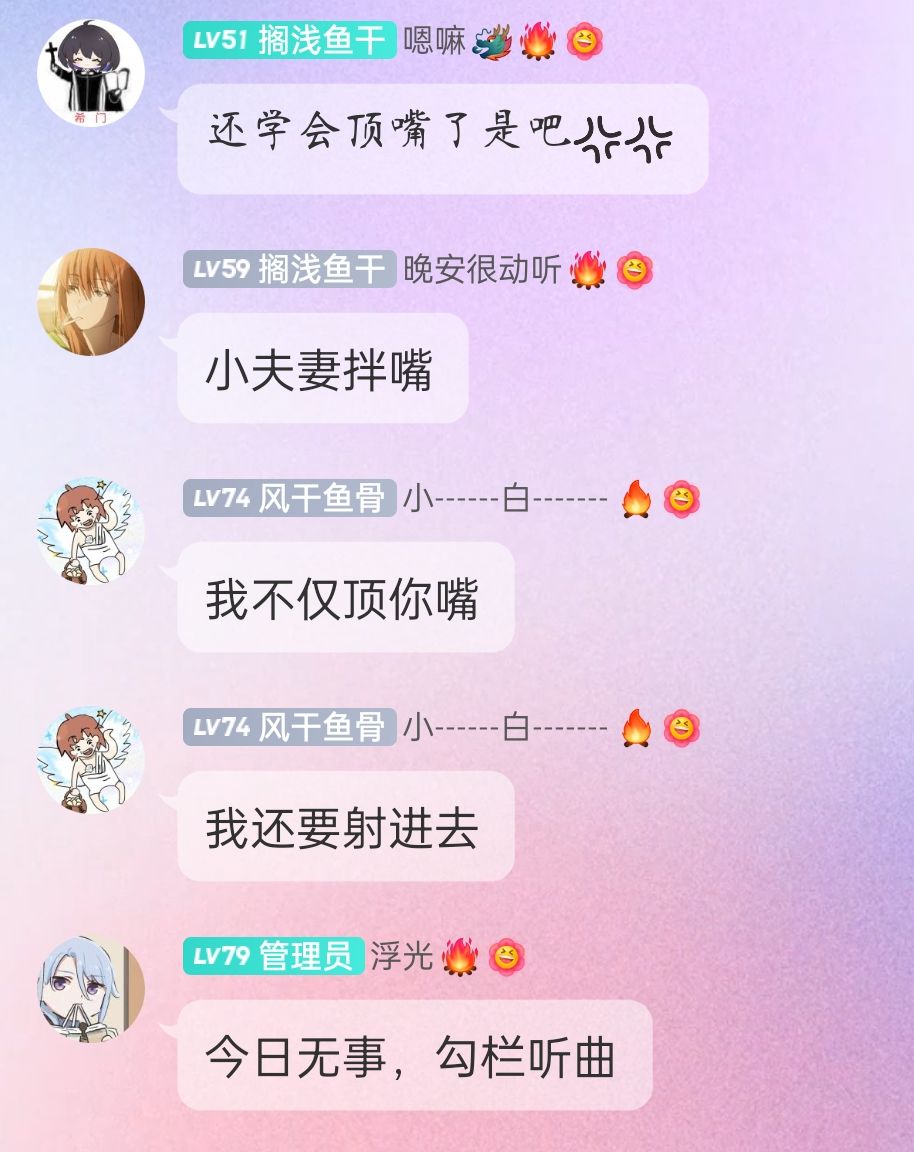 LV51 搁浅鱼干 嗯嘛🐲🔥
还学会顶嘴了是吧💢💢
希门
LV59 搁浅鱼干 晚安很动听🔥
小夫妻拌嘴
LV74 风干鱼骨 小------白------- 🔥
我不仅顶你嘴
LV74 风干鱼骨 小------白------- 🔥
我还要射进去
LV79 管理员 浮光🔥
今日无事，勾栏听曲